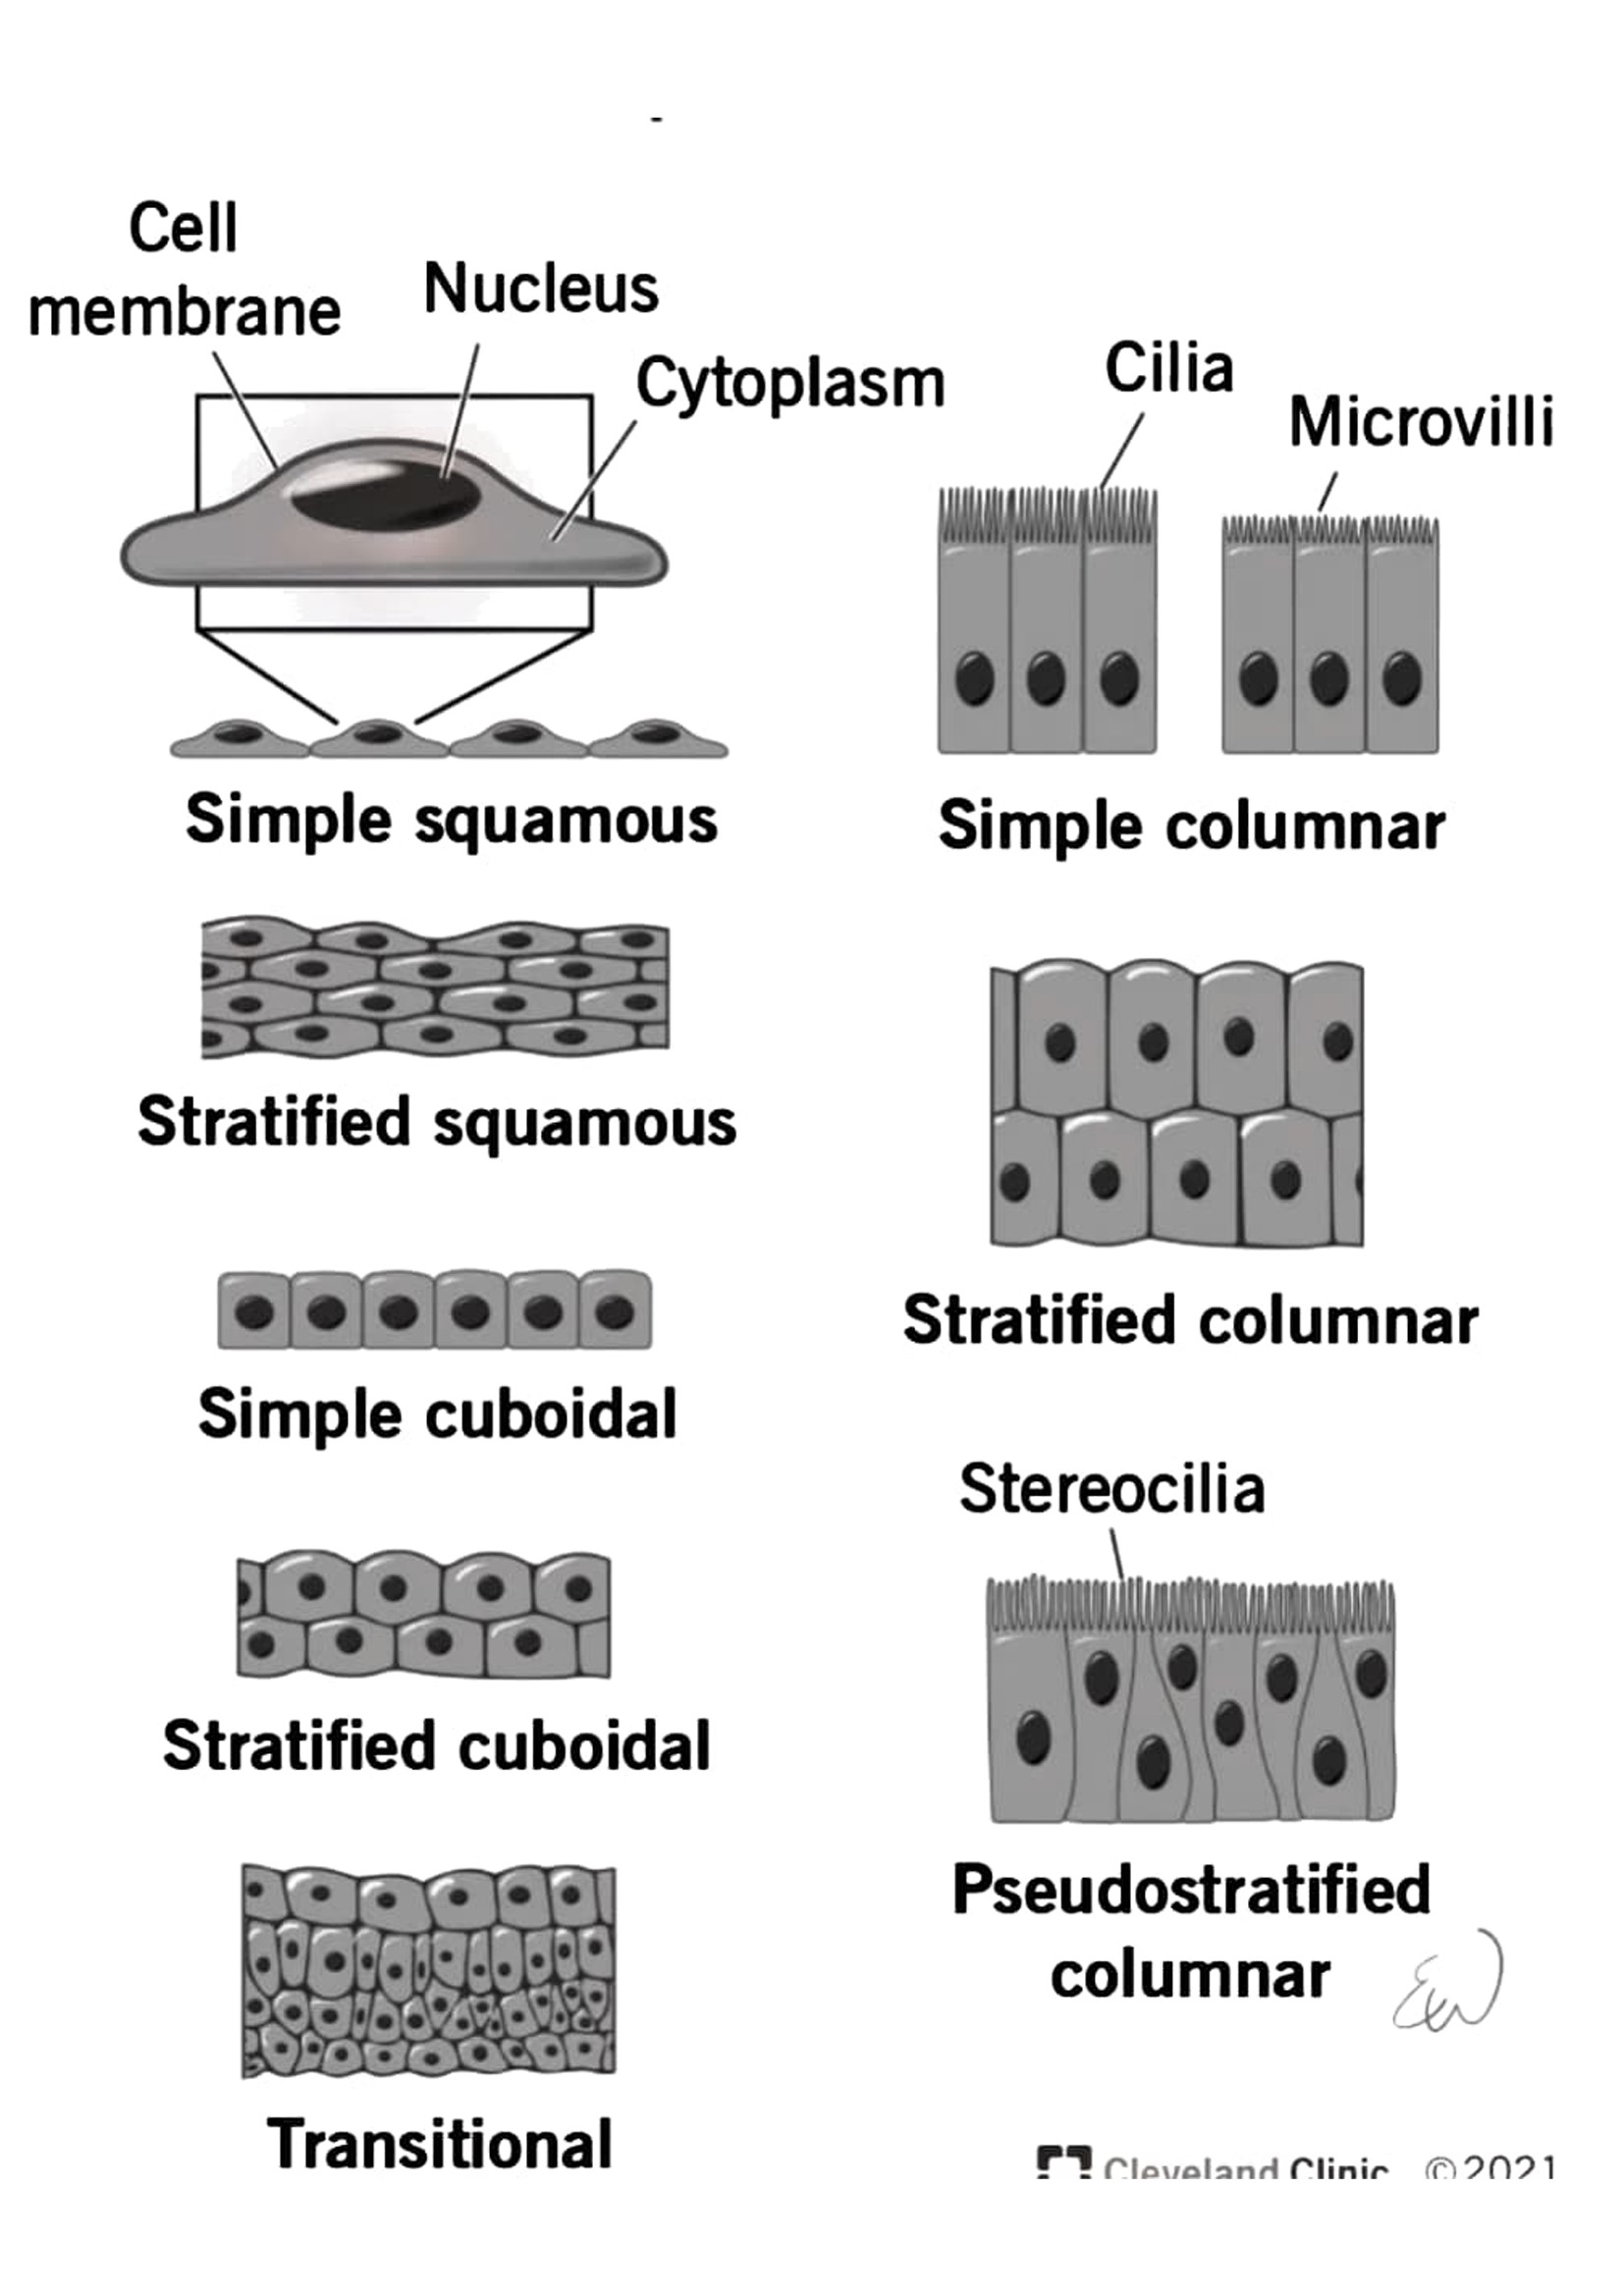 Cell
membrane
Nucleus
Cytoplasm
Cilia
Microvilli
Simple squamous
Simple columnar
Stratified squamous
Stratified columnar
Simple cuboidal
Stereocilia
Stratified cuboidal
Pseudostratified
columnar
Transitional
Cleveland Clinic ©2021